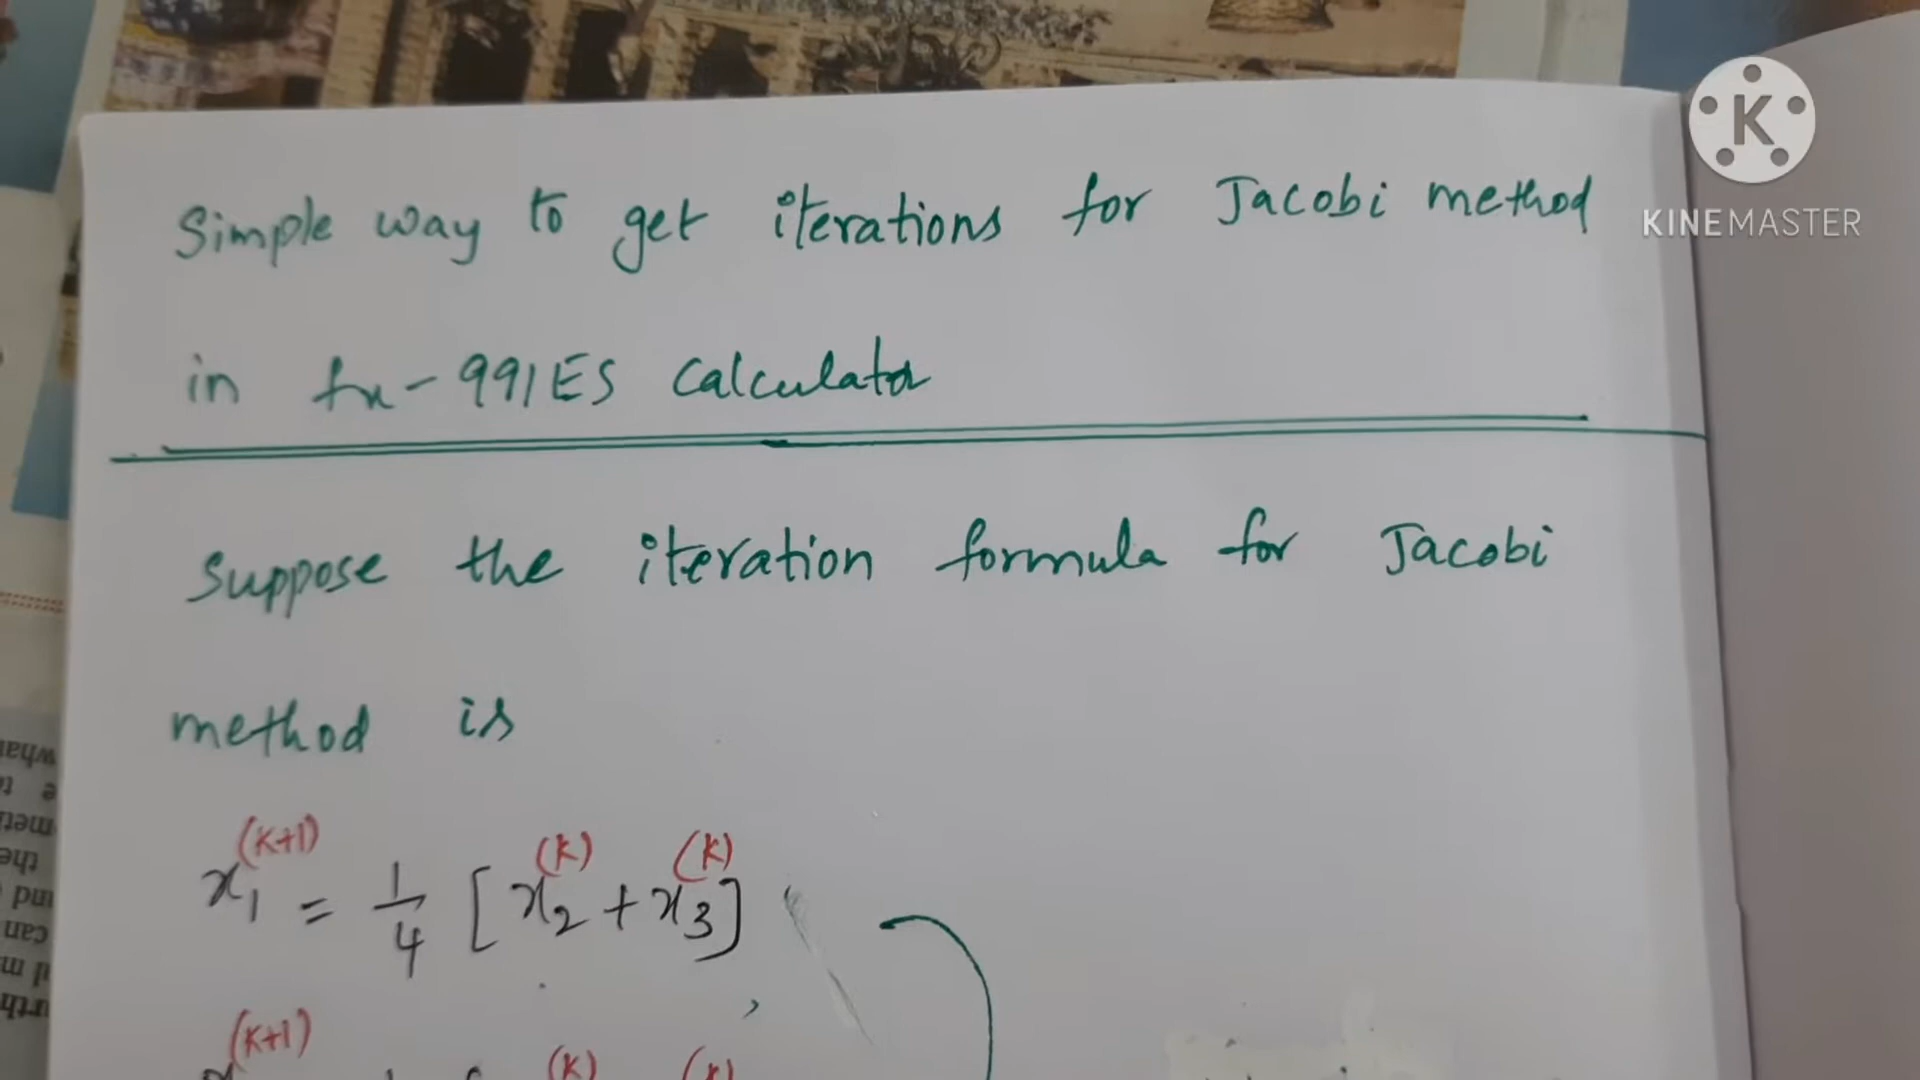 K
KINEMASTER
Simple way to get iterations for Jacobi method
in fx-991ES calculator
Suppose the iteration formula for Jacobi
method is
x₁^(k+1) = 1/4 [x₂^(k) + x₃^(k)]
(k+1) (k) (k)